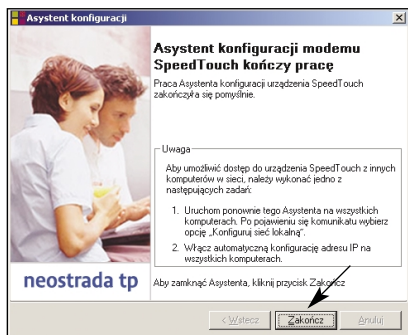 Asystent konfiguracji
Asystent konfiguracji modemu
SpeedTouch kończy pracę
Praca Asystenta konfiguracji urządzenia SpeedTouch
zakończyła się pomyślnie.
Uwaga
Aby umożliwić dostęp do urządzenia SpeedTouch z innych
komputerów w sieci, należy wykonać jedno z
następujących zadań:
1. Uruchom ponownie tego Asystenta na wszystkich
komputerach. Po pojawieniu się komunikatu wybierz
opcję „Konfiguruj sieć lokalną".
2. Włącz automatyczną konfigurację adresu IP na
wszystkich komputerach.
neostrada tp
Aby zamknąć Asystenta, kliknij przycisk Zakończ
< Wstecz Zakończ Anuluj